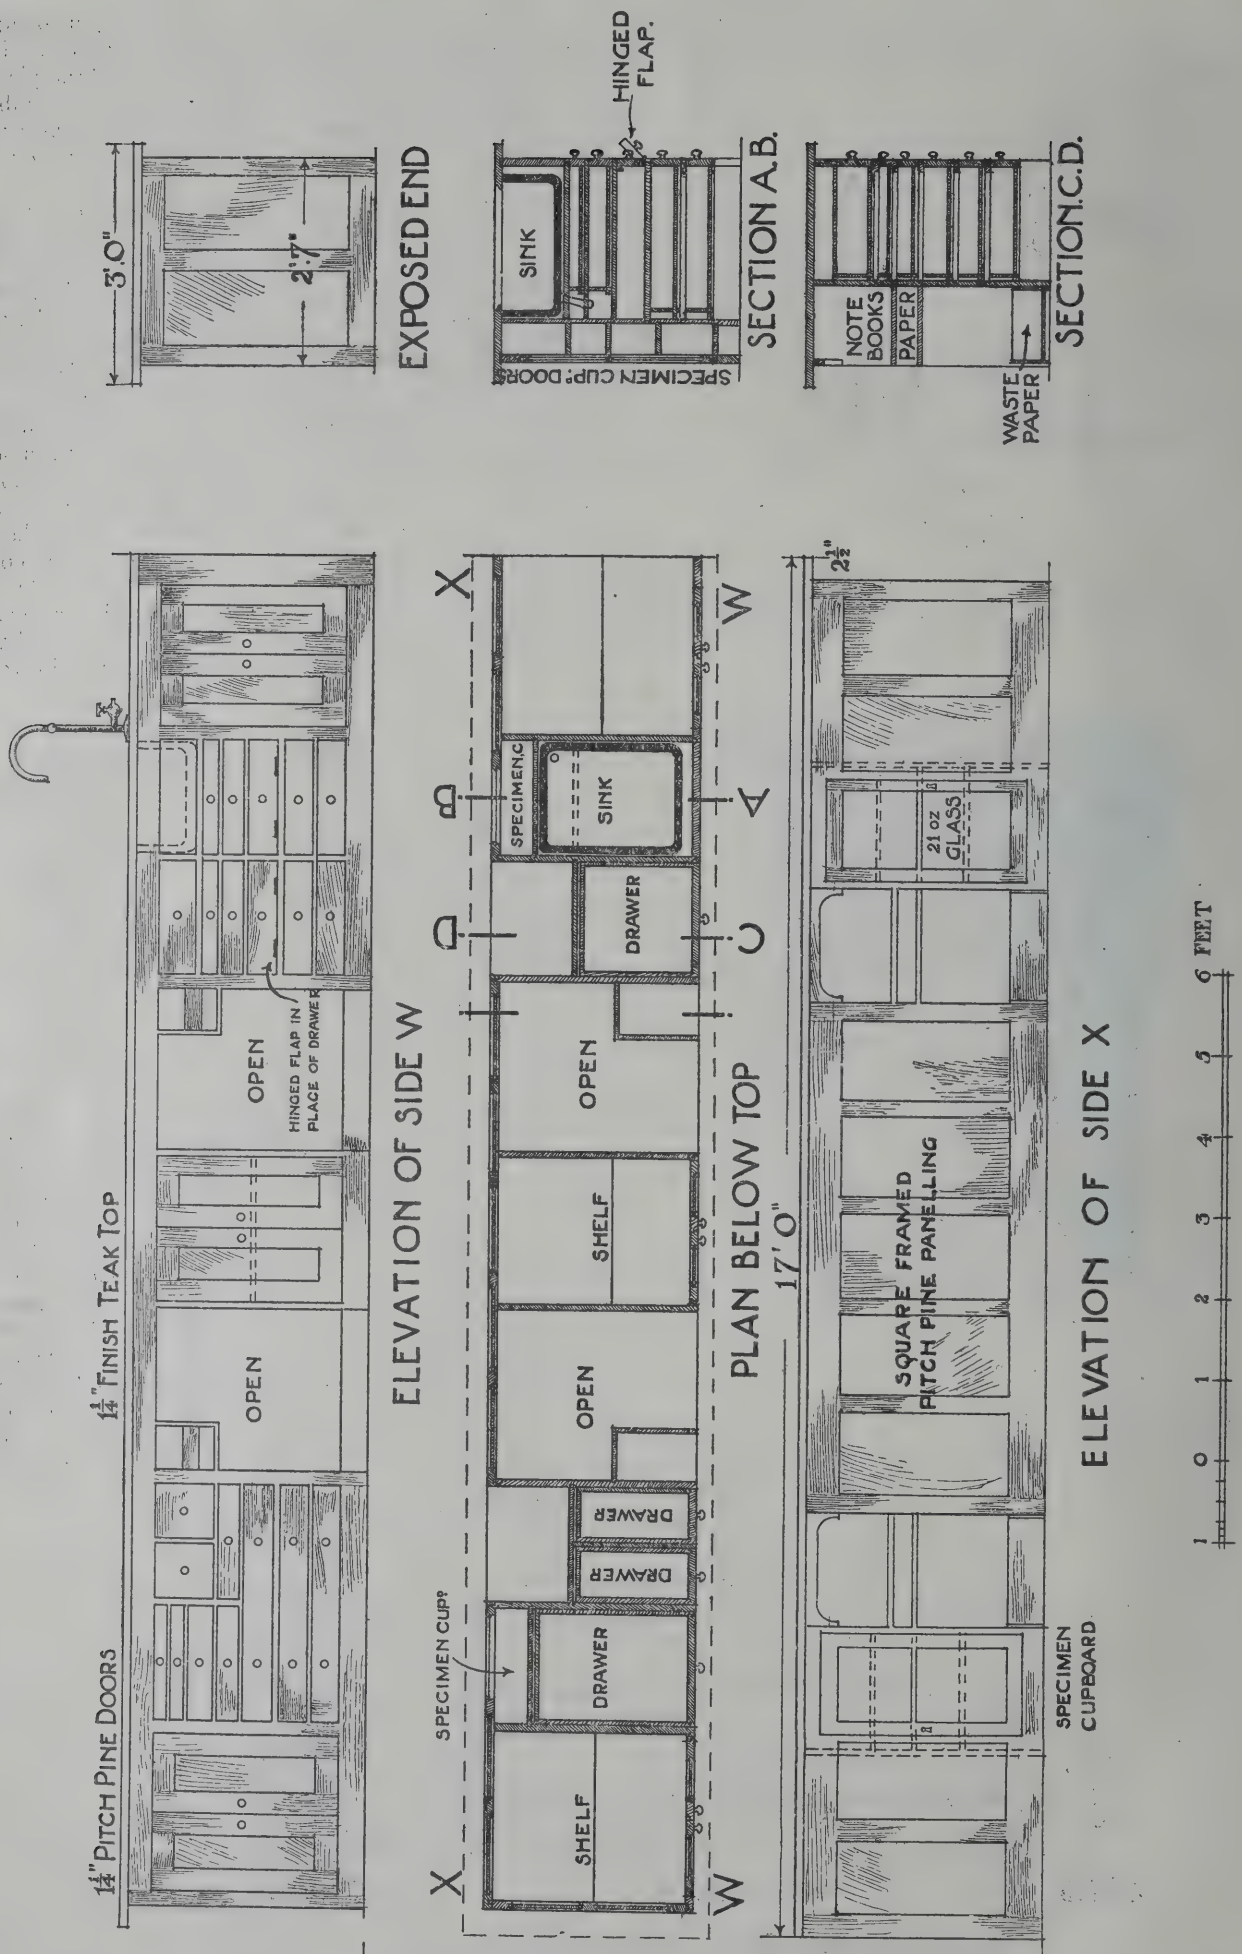 1¼" PITCH PINE DOORS
1¼" FINISH TEAK TOP
OPEN
OPEN
HINGED FLAP IN
PLACE OF DRAWER
ELEVATION OF SIDE W
3'.0"
2'.7"
EXPOSED END
X
SPECIMEN CUPD
D
B
X
SHELF
DRAWER
DRAWER
DRAWER
OPEN
SHELF
OPEN
DRAWER
SPECIMEN, C
SINK
W
C
A
W
PLAN BELOW TOP
SINK
HINGED
FLAP.
SPECIMEN CUPD DOORS
SECTION A.B.
17' 0"
2½"
SQUARE FRAMED
PITCH PINE PANELLING
21 oz
GLASS
SPECIMEN
CUPBOARD
ELEVATION OF SIDE X
NOTE
BOOKS
PAPER
WASTE
PAPER
SECTION.C.D.
1 0 1 2 3 4 5 6 FEET